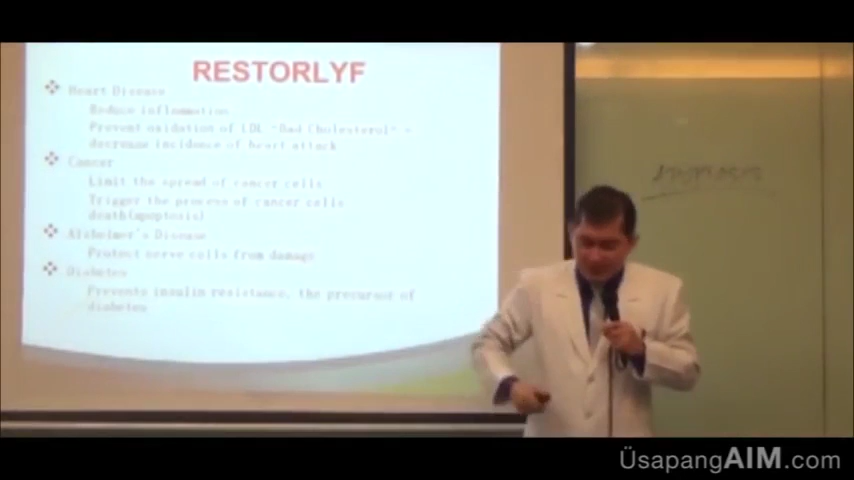 RESTORLYF
❖ Heart Disease
Reduce inflammation
Prevent oxidation of LDL "Bad Cholesterol" -
decrease incidence of heart attack
❖ Cancer
Limit the spread of cancer cells
Trigger the process of cancer cells
death(apoptosis)
❖ Alzheimer's Disease
Protect nerve cells from damage
❖ Diabetes
Prevents insulin resistance, the precursor of
diabetes
APOPTOSIS
ÜsapangAIM.com